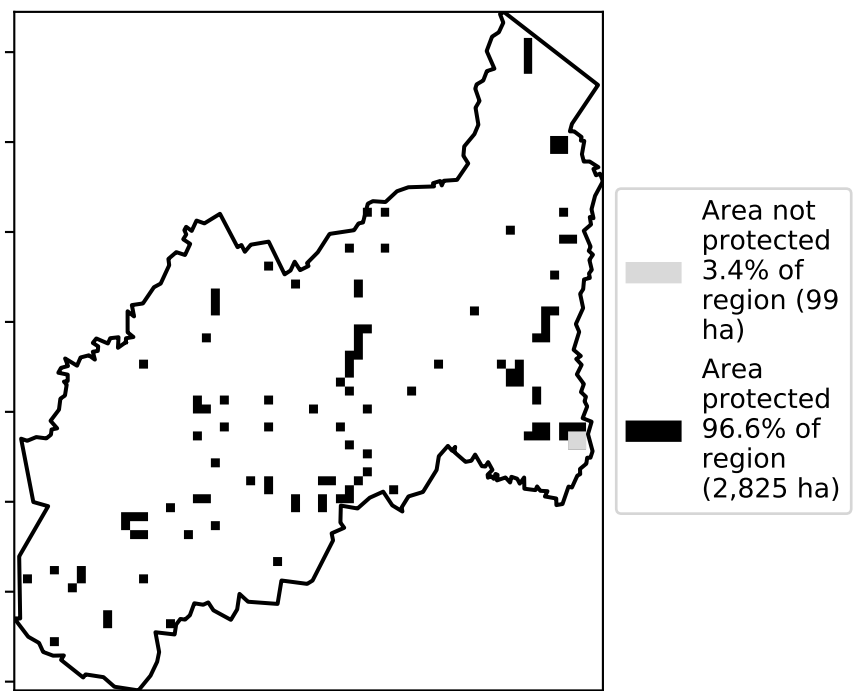 Area not
protected
3.4% of
region (99
ha)
Area
protected
96.6% of
region
(2,825 ha)